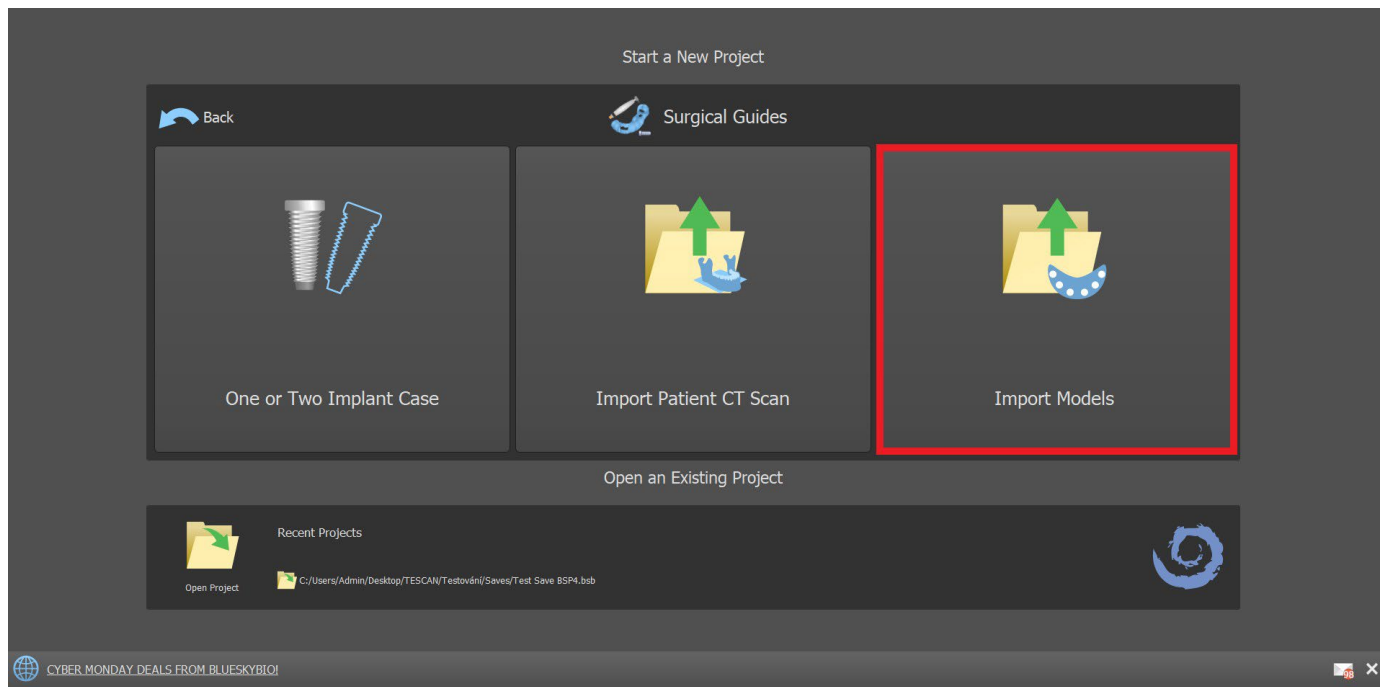 Start a New Project
Back
Surgical Guides
One or Two Implant Case
Import Patient CT Scan
Import Models
Open an Existing Project
Recent Projects
Open Project
C:/Users/Admin/Desktop/TESCAN/Testování/Saves/Test Save BSP4.bsb
CYBER MONDAY DEALS FROM BLUESKYBIO!
98